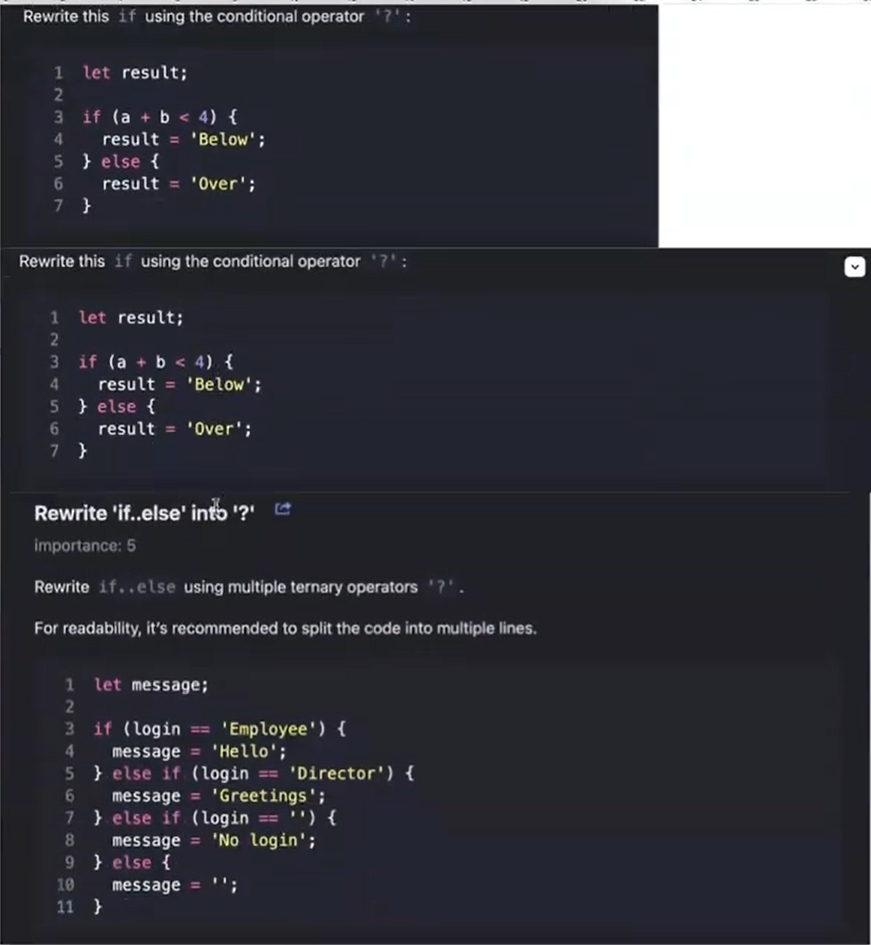 Rewrite this if using the conditional operator '?':
1 let result;
2
3 if (a + b < 4) {
4   result = 'Below';
5 } else {
6   result = 'Over';
7 }
Rewrite this if using the conditional operator '?':
1 let result;
2
3 if (a + b < 4) {
4   result = 'Below';
5 } else {
6   result = 'Over';
7 }
Rewrite 'if..else' into '?'
importance: 5
Rewrite if..else using multiple ternary operators '?'.
For readability, it's recommended to split the code into multiple lines.
1 let message;
2
3 if (login == 'Employee') {
4   message = 'Hello';
5 } else if (login == 'Director') {
6   message = 'Greetings';
7 } else if (login == '') {
8   message = 'No login';
9 } else {
10   message = '';
11 }